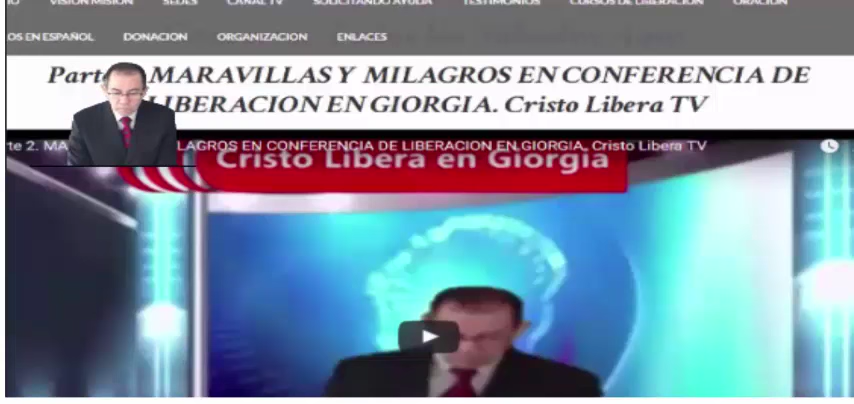 VISION MISION SEDES CANAL TV SOLICITANDO AYUDA TESTIMONIOS CURSOS DE LIBERACION ORACION
OS EN ESPAÑOL DONACION ORGANIZACION ENLACES
Parte MARAVILLAS Y MILAGROS EN CONFERENCIA DE
LIBERACION EN GIORGIA. Cristo Libera TV
te 2. MA LAGROS EN CONFERENCIA DE LIBERACION EN GIORGIA. Cristo Libera TV
Cristo Libera en Giorgia